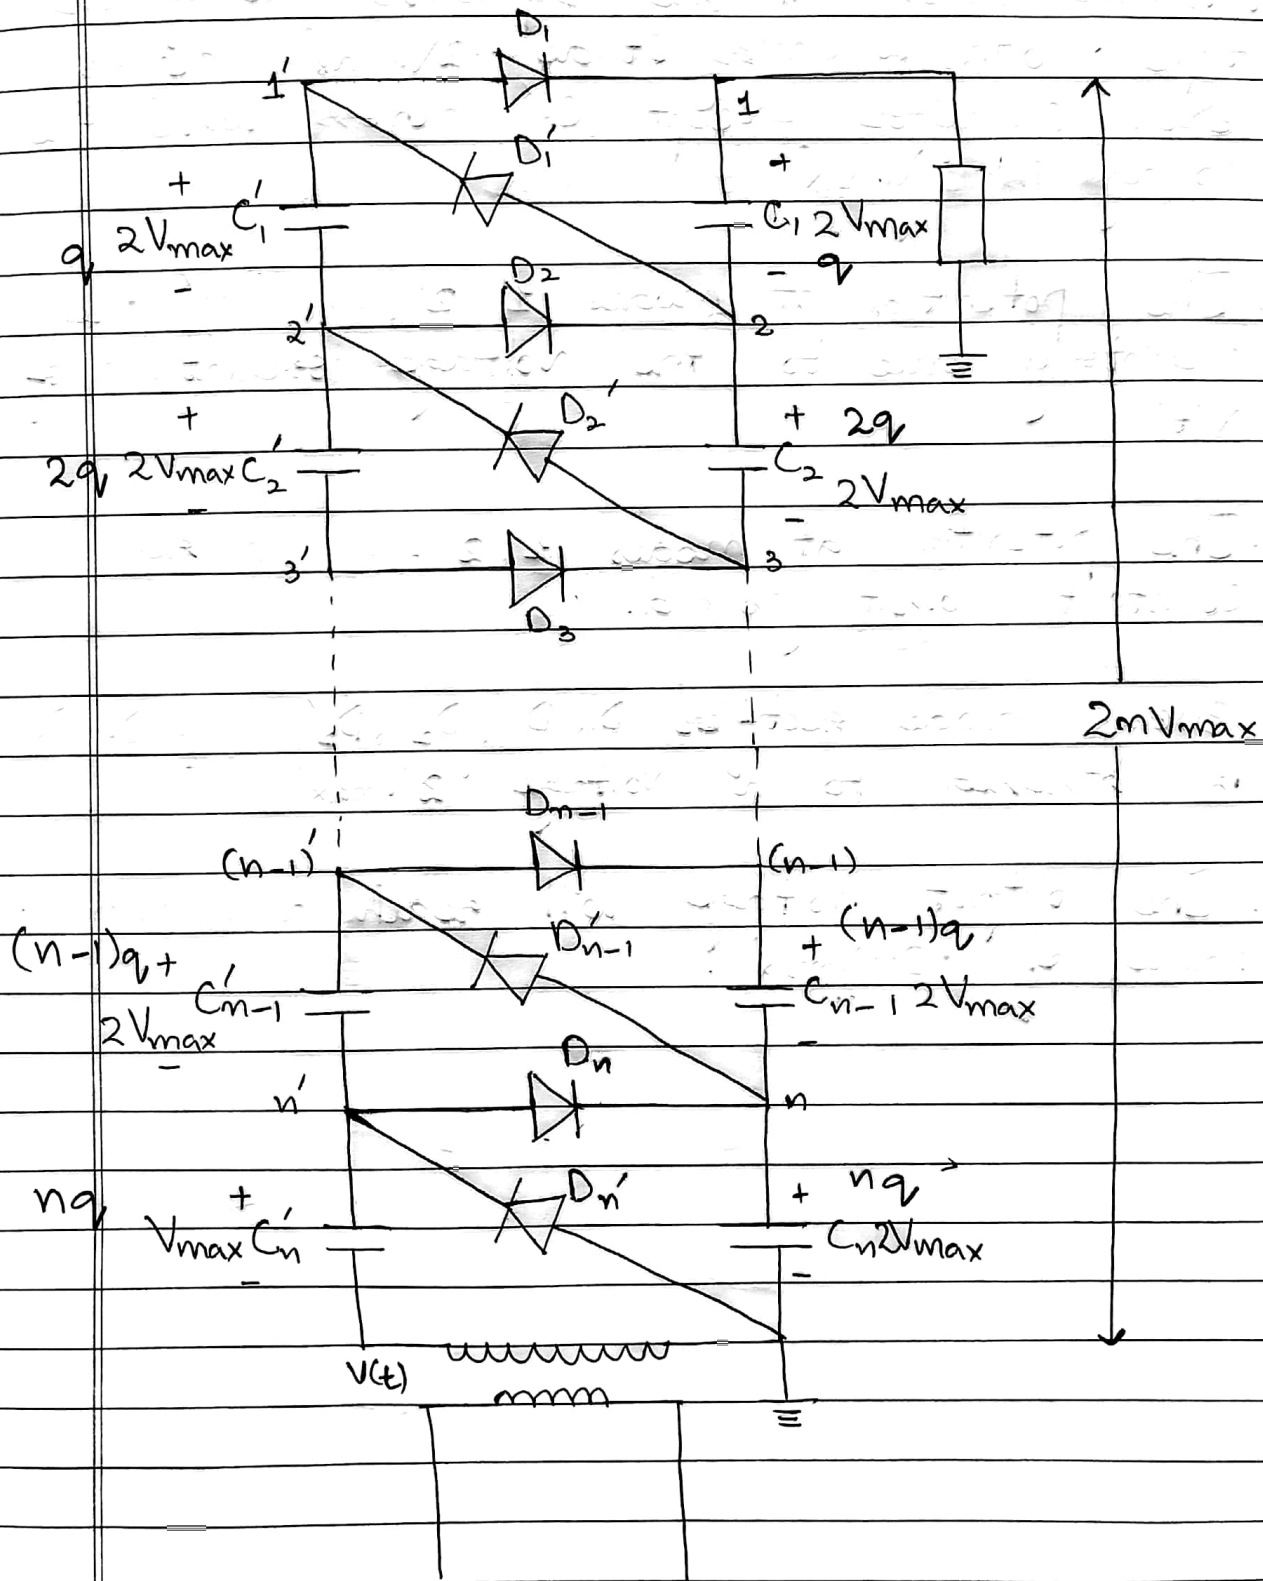 D₁
1′
1
D₁′
+
+
2Vmax C₁′
C₁ 2Vmax
q
-
- q
D₂
2′
2
D₂′
+
+ 2q
2q 2Vmax C₂′
C₂
2Vmax
-
-
3′
3
D₃
2nVmax
Dn-1
(n-1)′
(n-1)
(n-1)q +
D′n-1
+ (n-1)q
C′n-1
Cn-1 2Vmax
2Vmax
-
-
Dn
n′
n
nq
+
Dn′
+ nq
Vmax Cn′
Cn 2Vmax
-
-
V(t)